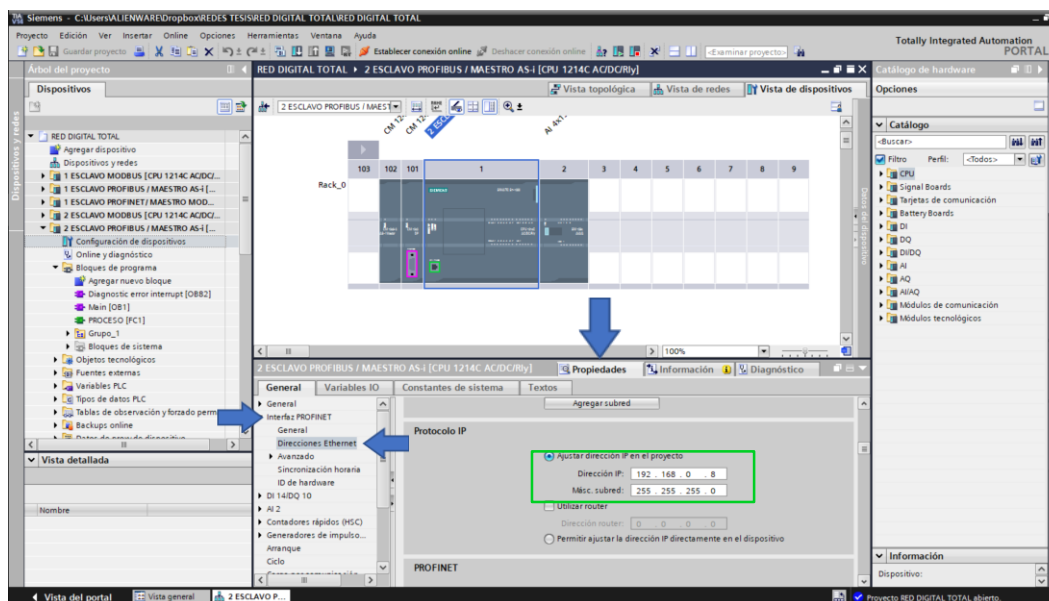 Siemens - C:\Users\ALIENWARE\Dropbox\REDES TESIS\RED DIGITAL TOTAL\RED DIGITAL TOTAL
Proyecto Edición Ver Insertar Online Opciones Herramientas Ventana Ayuda
Guardar proyecto Establecer conexión online Deshacer conexión online <Examinar proyecto>
Totally Integrated Automation
PORTAL
Árbol del proyecto
Dispositivos
Dispositivos y redes
RED DIGITAL TOTAL
Agregar dispositivo
Dispositivos y redes
1 ESCLAVO MODBUS [CPU 1214C AC/DC/...
1 ESCLAVO PROFIBUS / MAESTRO AS-i [...
1 ESCLAVO PROFINET/ MAESTRO MOD...
2 ESCLAVO MODBUS [CPU 1214C AC/DC/...
2 ESCLAVO PROFIBUS / MAESTRO AS-i [...
Configuración de dispositivos
Online y diagnóstico
Bloques de programa
Agregar nuevo bloque
Diagnostic error interrupt [OB82]
Main [OB1]
PROCESO [FC1]
Grupo_1
Bloques de sistema
Objetos tecnológicos
Fuentes externas
Variables PLC
Tipos de datos PLC
Tablas de observación y forzado perm
Backups online
Vista detallada
Nombre
RED DIGITAL TOTAL 2 ESCLAVO PROFIBUS / MAESTRO AS-i [CPU 1214C AC/DC/Rly]
Vista topológica Vista de redes Vista de dispositivos
2 ESCLAVO PROFIBUS / MAEST
CM 12- CM 12- 2 ESC AI 4x1-
103 102 101 1 2 3 4 5 6 7 8 9
Rack_0
SIEMENS
Datos del dispositivo
100%
2 ESCLAVO PROFIBUS / MAESTRO AS-i [CPU 1214C AC/DC/Rly]
Propiedades Información Diagnóstico
General Variables IO Constantes de sistema Textos
General
Interfaz PROFINET
General
Direcciones Ethernet
Avanzado
Sincronización horaria
ID de hardware
DI 14/DQ 10
AI 2
Contadores rápidos (HSC)
Generadores de impulso...
Arranque
Ciclo
Agregar subred
Protocolo IP
Ajustar dirección IP en el proyecto
Dirección IP: 192 . 168 . 0 . 8
Másc. subred: 255 . 255 . 255 . 0
Utilizar router
Dirección router: 0 . 0 . 0 . 0
Permitir ajustar la dirección IP directamente en el dispositivo
PROFINET
Catálogo de hardware
Opciones
Catálogo
<Buscar>
Filtro Perfil: <Todos>
CPU
Signal Boards
Tarjetas de comunicación
Battery Boards
DI
DQ
DI/DQ
AI
AQ
AI/AQ
Módulos de comunicación
Módulos tecnológicos
Información
Dispositivo:
Vista del portal Vista general 2 ESCLAVO P... Proyecto RED DIGITAL TOTAL abierto.